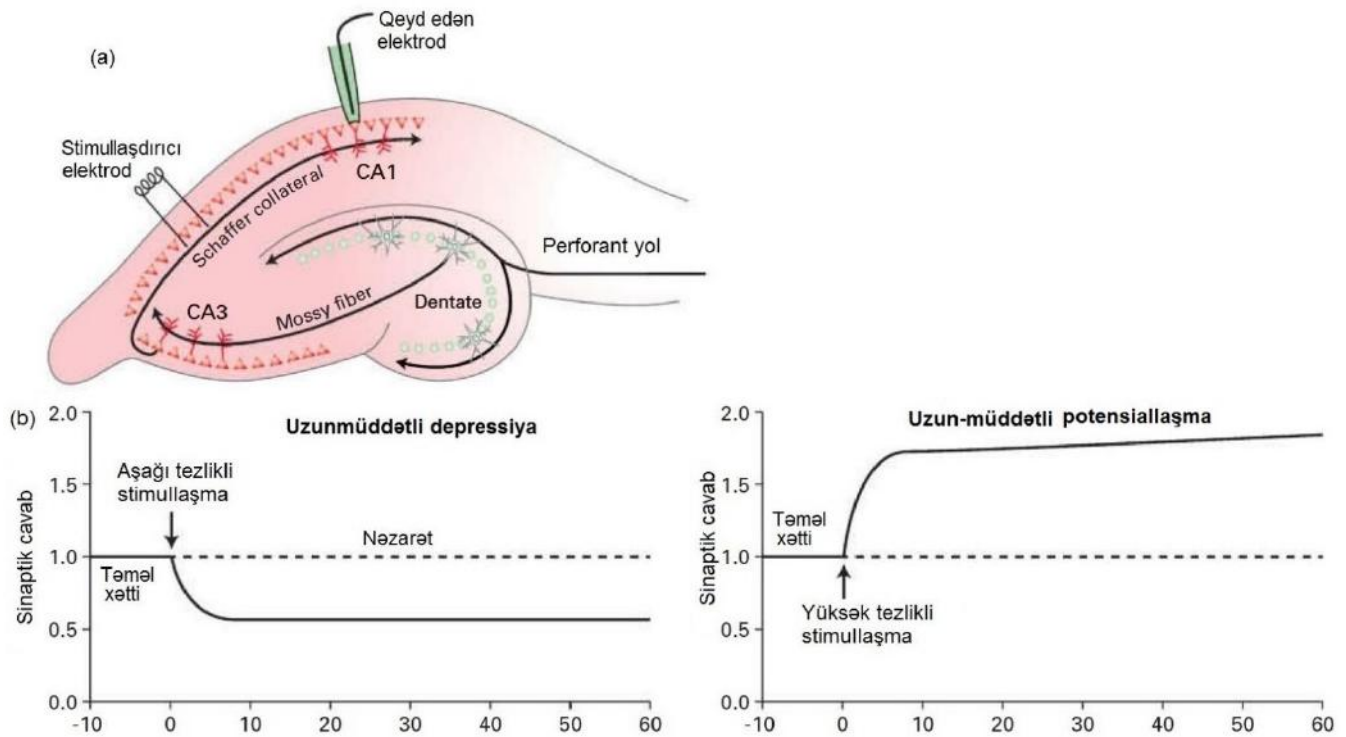 Qeyd edən
elektrod
(a)
Stimullaşdırıcı
elektrod
CA1
Schaffer collateral
Perforant yol
CA3
Mossy fiber
Dentate
(b)
2.0
Uzunmüddətli depressiya
Aşağı tezlikli
stimullaşma
1.5
Sinaptik cavab
Nəzarət
1.0
Təməl
xətti
0.5
0.0
-10 0 10 20 30 40 50 60
2.0
Uzun-müddətli potensiallaşma
1.5
Sinaptik cavab
Təməl
xətti
1.0
Yüksək tezlikli
stimullaşma
0.5
0.0
-10 0 10 20 30 40 50 60